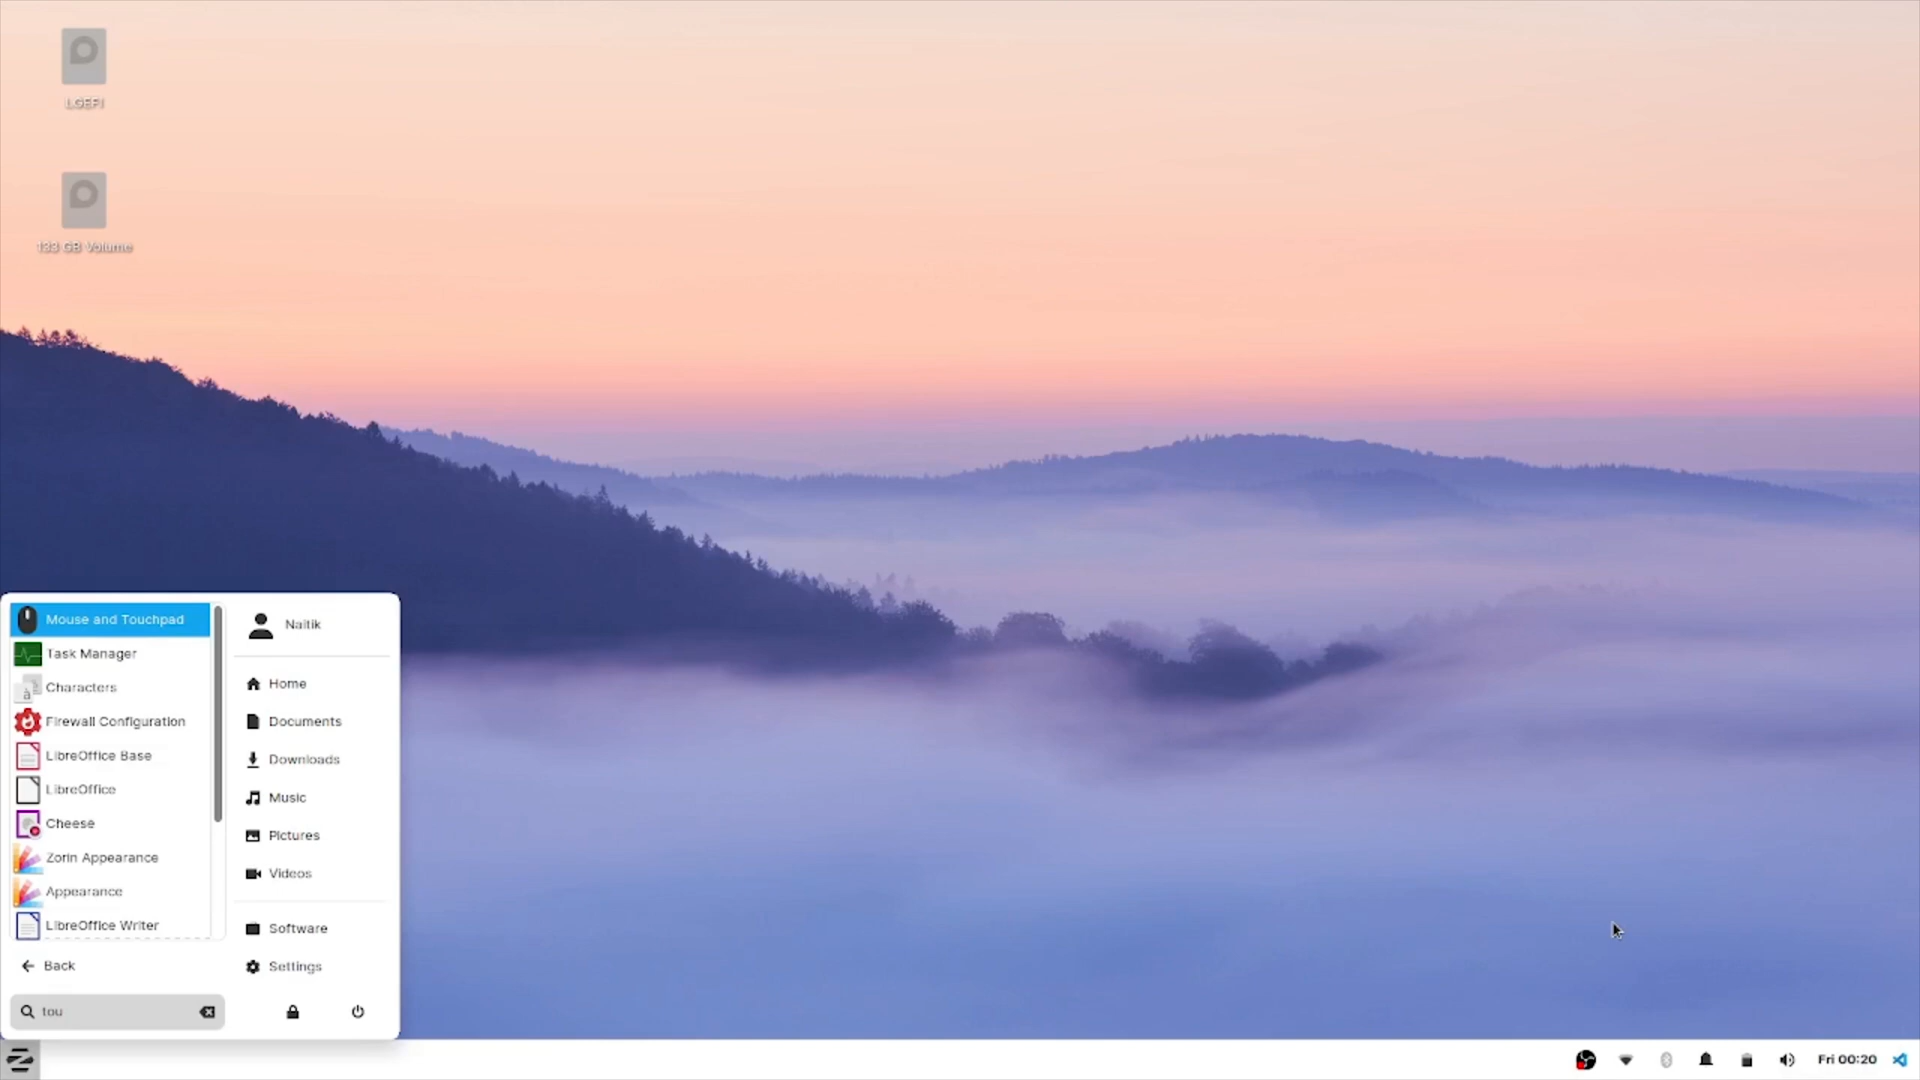 LGEFI
133 GB Volume
Mouse and Touchpad
Task Manager
Characters
Firewall Configuration
LibreOffice Base
LibreOffice
Cheese
Zorin Appearance
Appearance
LibreOffice Writer
Back
tou
Naitik
Home
Documents
Downloads
Music
Pictures
Videos
Software
Settings
Fri 00:20